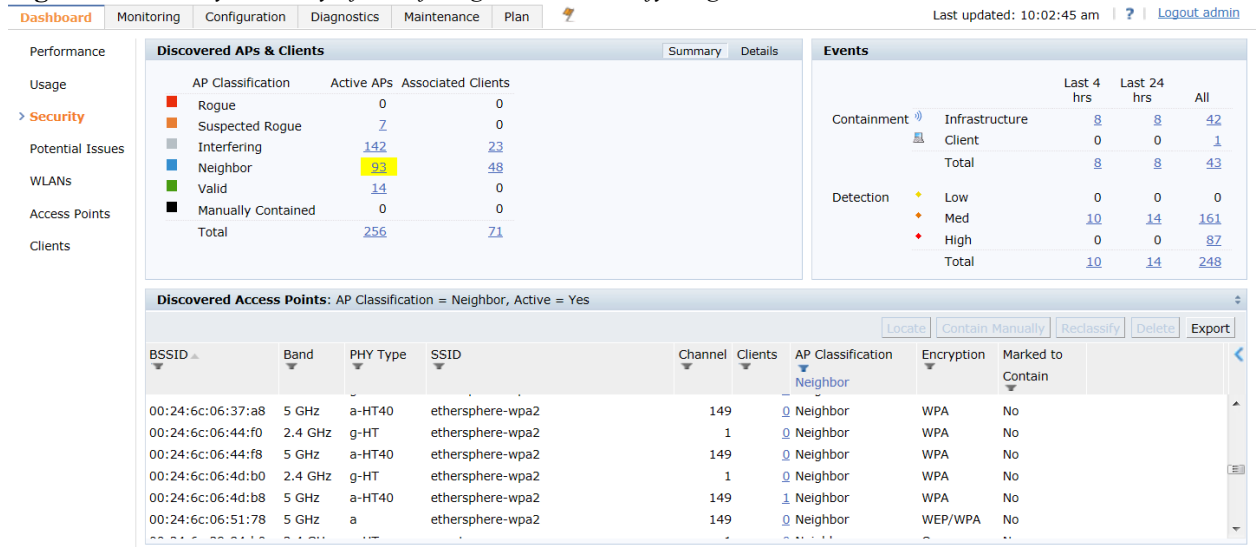 Dashboard Monitoring Configuration Diagnostics Maintenance Plan Last updated: 10:02:45 am ? Logout admin
Performance
Usage
Security
Potential Issues
WLANs
Access Points
Clients
Discovered APs & Clients Summary Details
AP Classification Active APs Associated Clients
Rogue 0 0
Suspected Rogue 7 0
Interfering 142 23
Neighbor 93 48
Valid 14 0
Manually Contained 0 0
Total 256 71
Events
Last 4 hrs Last 24 hrs All
Containment Infrastructure 8 8 42
Client 0 0 1
Total 8 8 43
Detection Low 0 0 0
Med 10 14 161
High 0 0 87
Total 10 14 248
Discovered Access Points: AP Classification = Neighbor, Active = Yes
Locate Contain Manually Reclassify Delete Export
BSSID Band PHY Type SSID Channel Clients AP Classification Encryption Marked to
Neighbor Contain
00:24:6c:06:37:a8 5 GHz a-HT40 ethersphere-wpa2 149 0 Neighbor WPA No
00:24:6c:06:44:f0 2.4 GHz g-HT ethersphere-wpa2 1 0 Neighbor WPA No
00:24:6c:06:44:f8 5 GHz a-HT40 ethersphere-wpa2 149 0 Neighbor WPA No
00:24:6c:06:4d:b0 2.4 GHz g-HT ethersphere-wpa2 1 0 Neighbor WPA No
00:24:6c:06:4d:b8 5 GHz a-HT40 ethersphere-wpa2 149 1 Neighbor WPA No
00:24:6c:06:51:78 5 GHz a ethersphere-wpa2 149 0 Neighbor WEP/WPA No